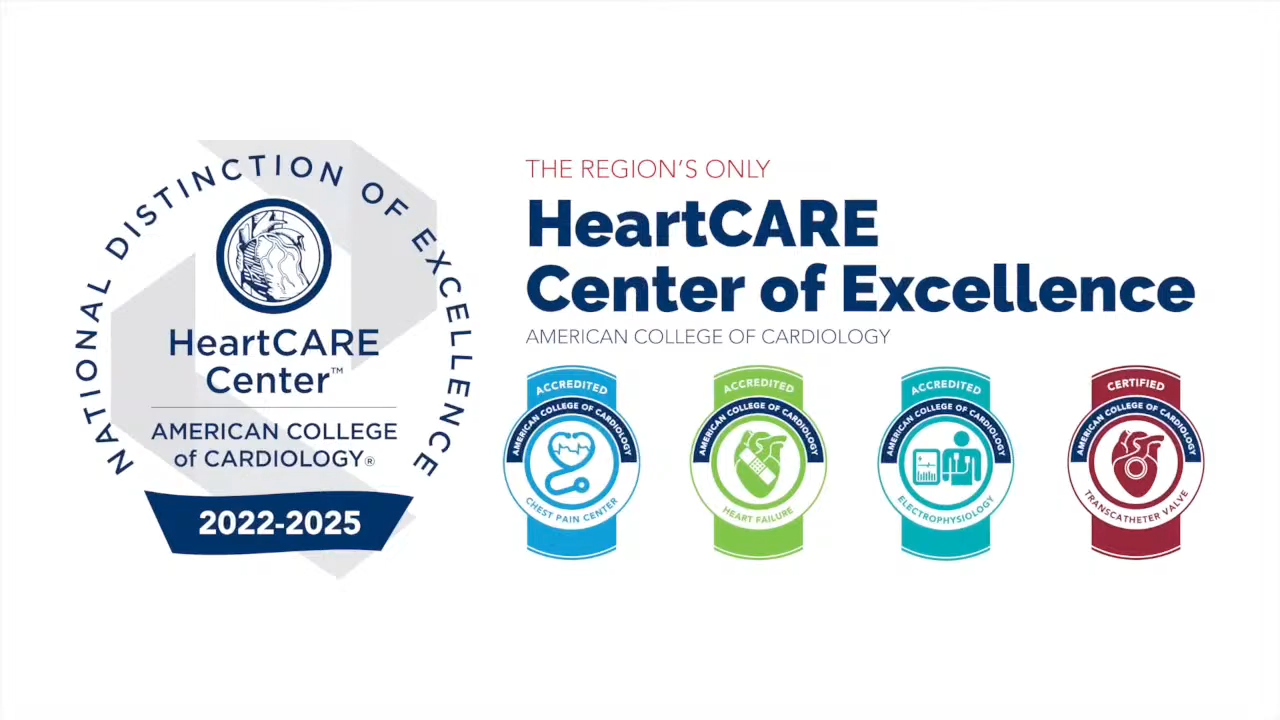 NATIONAL DISTINCTION OF EXCELLENCE
HeartCARE
Center™
AMERICAN COLLEGE
of CARDIOLOGY®
2022-2025
THE REGION'S ONLY
HeartCARE
Center of Excellence
AMERICAN COLLEGE OF CARDIOLOGY
ACCREDITED
AMERICAN COLLEGE OF CARDIOLOGY
CHEST PAIN CENTER
ACCREDITED
AMERICAN COLLEGE OF CARDIOLOGY
HEART FAILURE
ACCREDITED
AMERICAN COLLEGE OF CARDIOLOGY
ELECTROPHYSIOLOGY
CERTIFIED
AMERICAN COLLEGE OF CARDIOLOGY
TRANSCATHETER VALVE